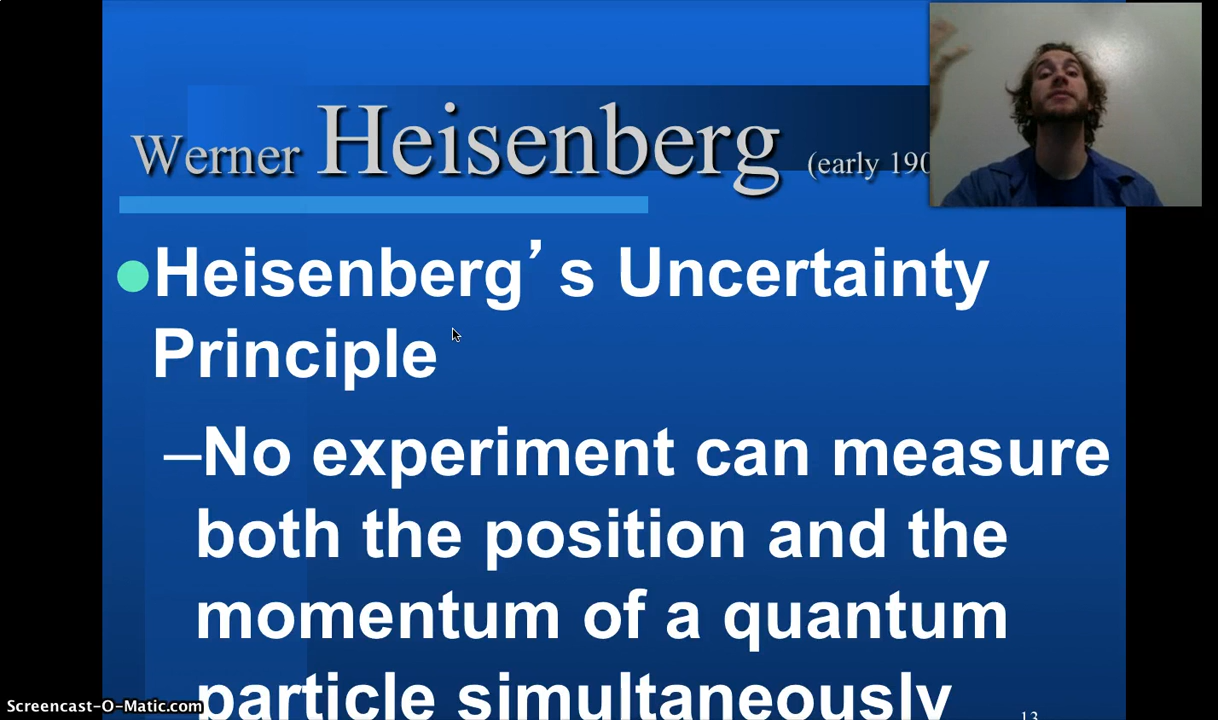 Werner Heisenberg (early 190
●Heisenberg’s Uncertainty
Principle
–No experiment can measure
both the position and the
momentum of a quantum
particle simultaneously
13
Screencast-O-Matic.com